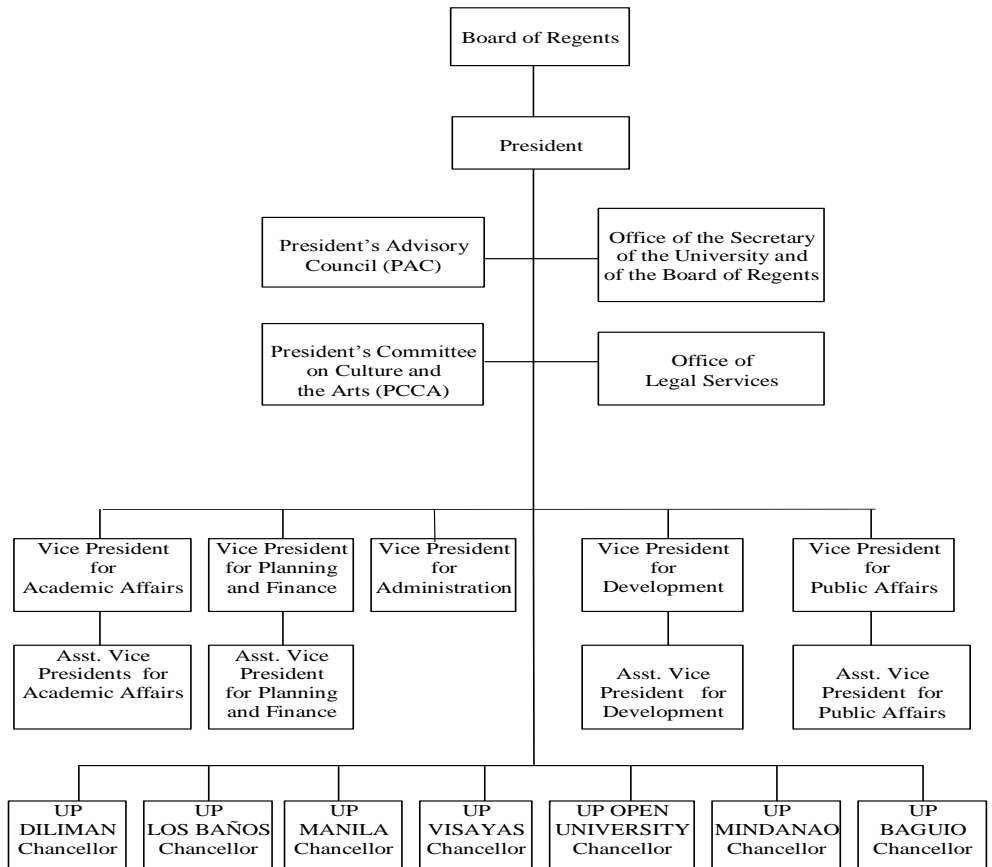 Board of Regents
President
President's Advisory
Council (PAC)
Office of the Secretary
of the University and
of the Board of Regents
President's Committee
on Culture and
the Arts (PCCA)
Office of
Legal Services
Vice President
for
Academic Affairs
Vice President
for Planning
and Finance
Vice President
for
Administration
Vice President
for
Development
Vice President
for
Public Affairs
Asst. Vice
Presidents for
Academic Affairs
Asst. Vice
President
for Planning
and Finance
Asst. Vice
President for
Development
Asst. Vice
President for
Public Affairs
UP
DILIMAN
Chancellor
UP
LOS BAÑOS
Chancellor
UP
MANILA
Chancellor
UP
VISAYAS
Chancellor
UP OPEN
UNIVERSITY
Chancellor
UP
MINDANAO
Chancellor
UP
BAGUIO
Chancellor